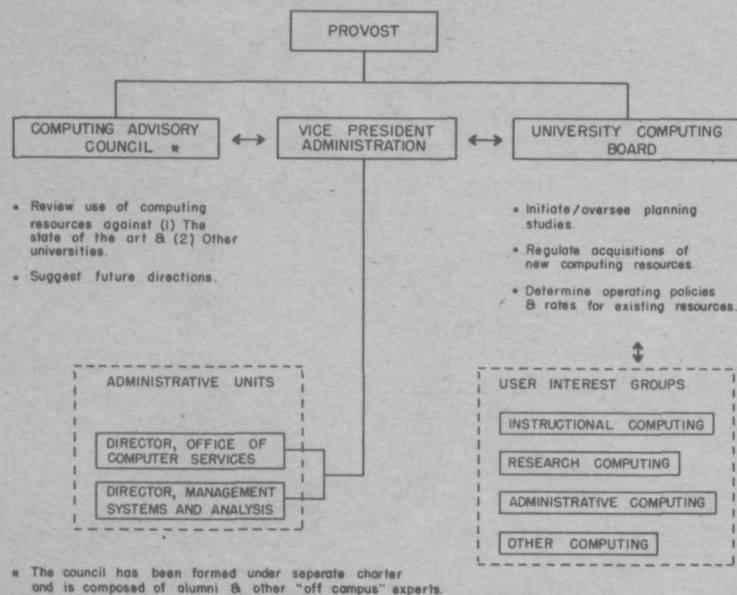 PROVOST
COMPUTING ADVISORY
COUNCIL *
VICE PRESIDENT
ADMINISTRATION
UNIVERSITY COMPUTING
BOARD
• Review use of computing
resources against (1) The
state of the art & (2) Other
universities.
• Suggest future directions.
• Initiate/oversee planning
studies.
• Regulate acquisitions of
new computing resources.
• Determine operating policies
& rates for existing resources.
ADMINISTRATIVE UNITS
DIRECTOR, OFFICE OF
COMPUTER SERVICES
DIRECTOR, MANAGEMENT
SYSTEMS AND ANALYSIS
USER INTEREST GROUPS
INSTRUCTIONAL COMPUTING
RESEARCH COMPUTING
ADMINISTRATIVE COMPUTING
OTHER COMPUTING
* The council has been formed under seperate charter
and is composed of alumni & other "off campus" experts.